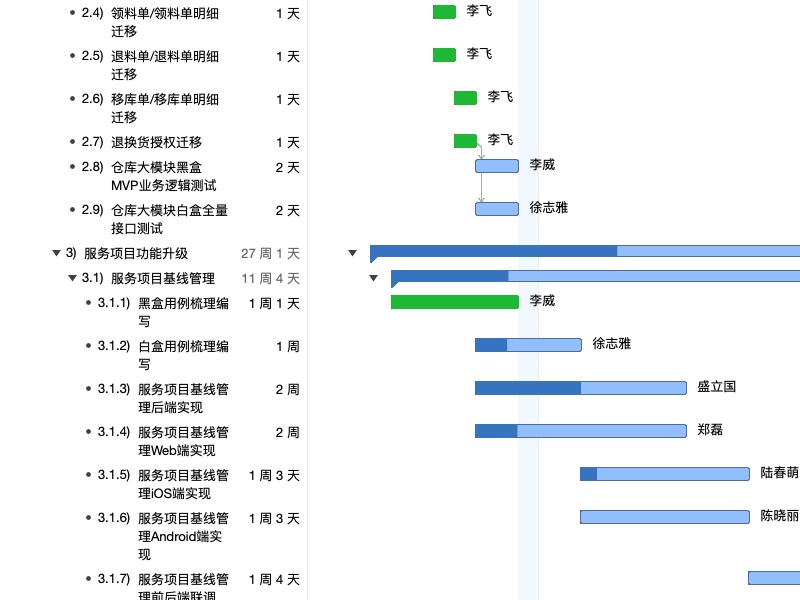 2.4) 领料单/领料单明细 1 天 李飞
迁移
2.5) 退料单/退料单明细 1 天 李飞
迁移
2.6) 移库单/移库单明细 1 天 李飞
迁移
2.7) 退换货授权迁移 1 天 李飞
2.8) 仓库大模块黑盒 2 天 李威
MVP业务逻辑测试
2.9) 仓库大模块白盒全量 2 天 徐志雅
接口测试
3) 服务项目功能升级 27 周 1 天
3.1) 服务项目基线管理 11 周 4 天
3.1.1) 黑盒用例梳理编 1 周 1 天 李威
写
3.1.2) 白盒用例梳理编 1 周 徐志雅
写
3.1.3) 服务项目基线管 2 周 盛立国
理后端实现
3.1.4) 服务项目基线管 2 周 郑磊
理Web端实现
3.1.5) 服务项目基线管 1 周 3 天 陆春萌
理iOS端实现
3.1.6) 服务项目基线管 1 周 3 天 陈晓丽
理Android端实
现
3.1.7) 服务项目基线管 1 周 4 天
理前后端联调